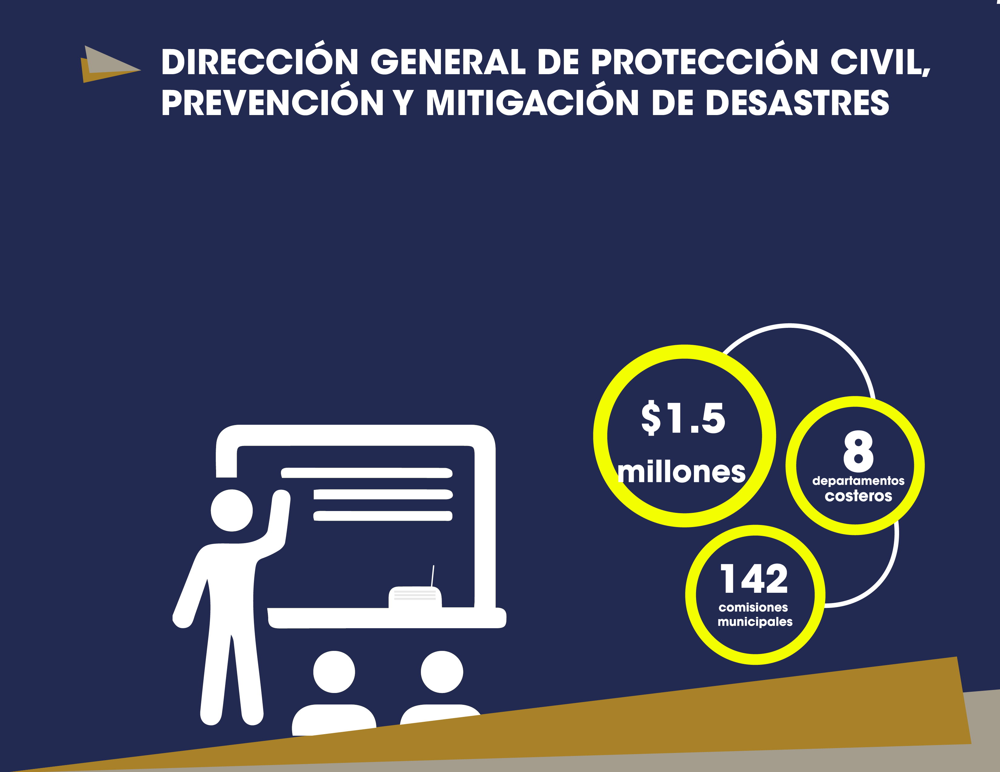 DIRECCIÓN GENERAL DE PROTECCIÓN CIVIL,
PREVENCIÓN Y MITIGACIÓN DE DESASTRES
$1.5
millones
8
departamentos
costeros
142
comisiones
municipales